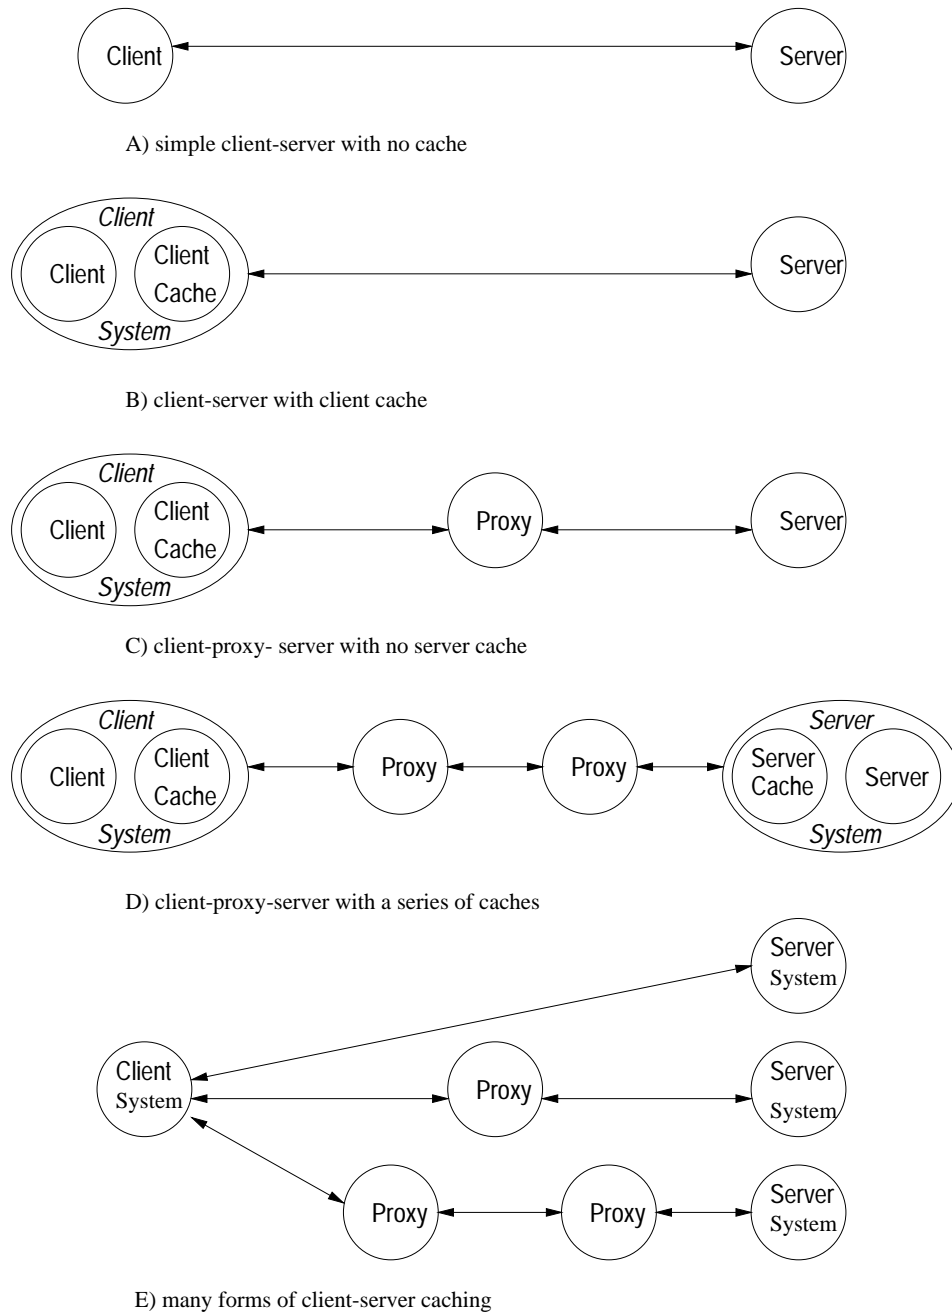 Client
Server
A) simple client-server with no cache
Client
Client
Client
Cache
System
Server
B) client-server with client cache
Client
Client
Client
Cache
System
Proxy
Server
C) client-proxy- server with no server cache
Client
Client
Client
Cache
System
Proxy
Proxy
Server
Server
Cache
Server
System
D) client-proxy-server with a series of caches
Server
System
Client
System
Proxy
Server
System
Proxy
Proxy
Server
System
E) many forms of client-server caching